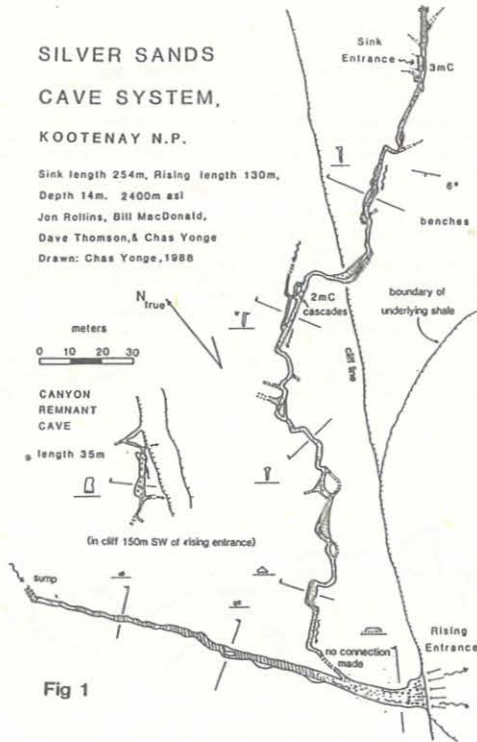 SILVER SANDS
CAVE SYSTEM,
KOOTENAY N.P.
Sink length 254m, Rising length 130m,
Depth 14m. 2400m asl
Jon Rollins, Bill MacDonald,
Dave Thomson,& Chas Yonge
Drawn: Chas Yonge,1988
Sink
Entrance
3mC
6°
benches
N true
2mC
cascades
boundary of
underlying shale
meters
0 10 20 30
cliff line
CANYON
REMNANT
CAVE
length 35m
(in cliff 150m SW of rising entrance)
sump
no connection
made
Rising
Entrance
Fig 1